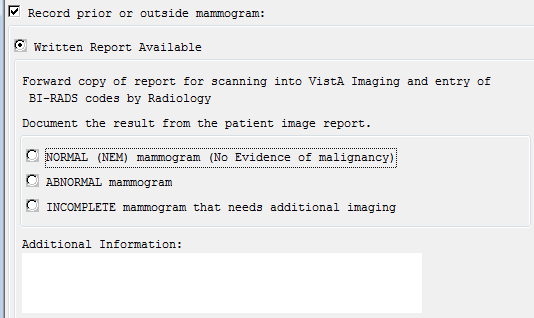 Record prior or outside mammogram:
Written Report Available
Forward copy of report for scanning into VistA Imaging and entry of
BI-RADS codes by Radiology
Document the result from the patient image report.
NORMAL (NEM) mammogram (No Evidence of malignancy)
ABNORMAL mammogram
INCOMPLETE mammogram that needs additional imaging
Additional Information: